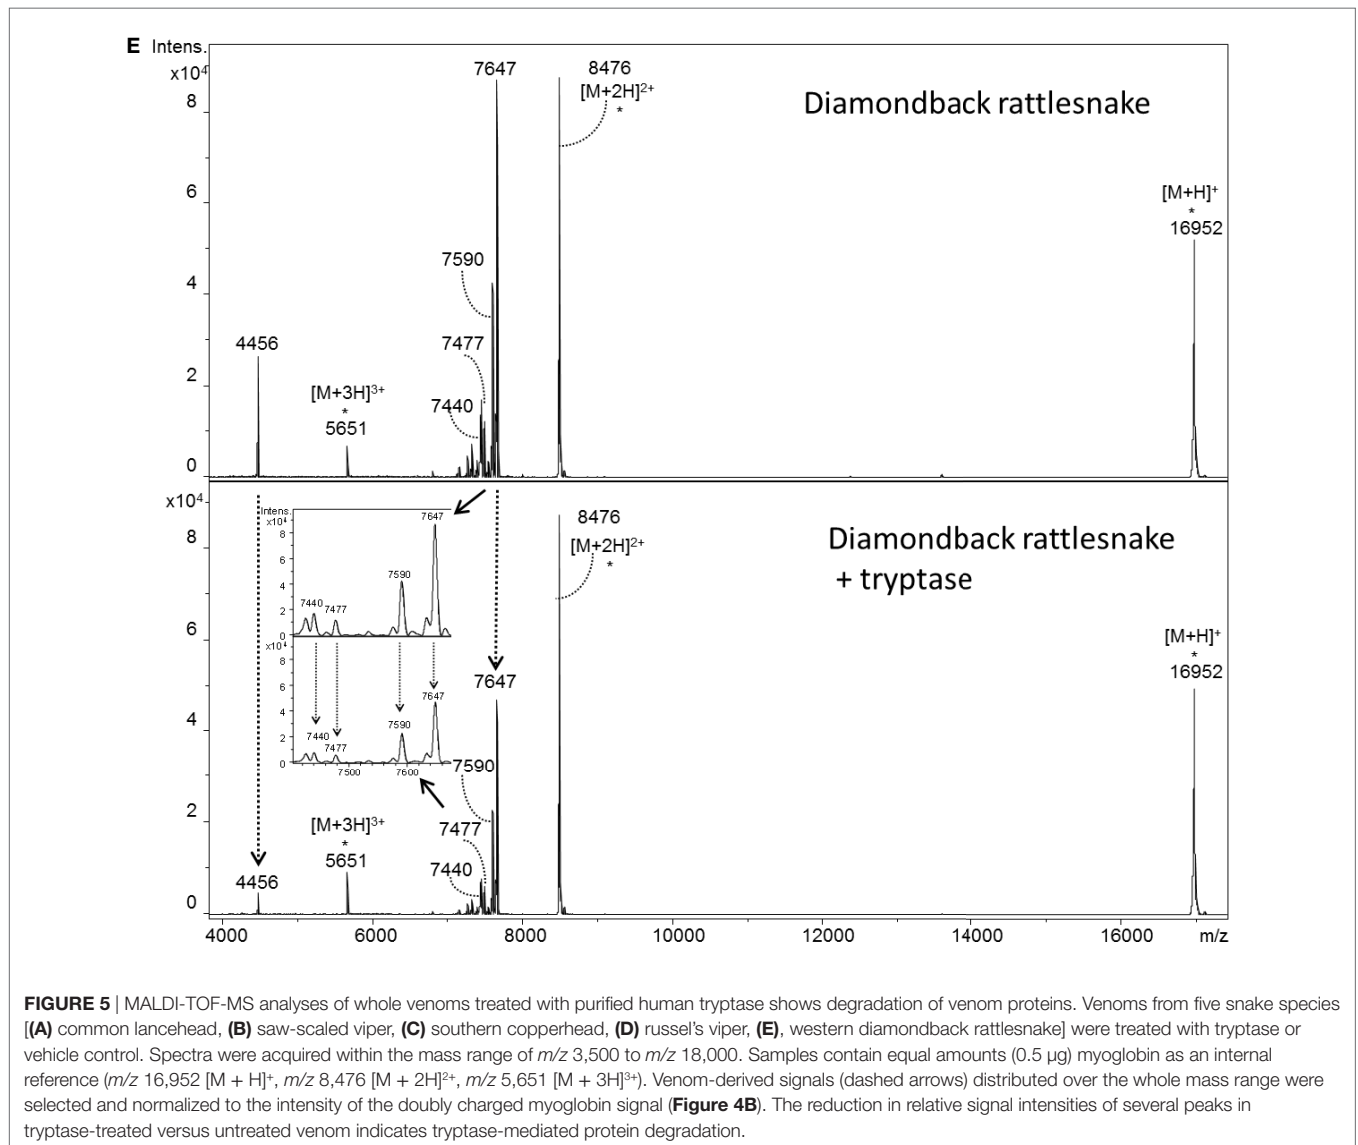 E Intens.
x10⁴
8
6
4
2
0
7647
8476
[M+2H]²⁺
*
Diamondback rattlesnake
[M+H]⁺
*
16952
7590
7477
7440
4456
[M+3H]³⁺
*
5651
x10⁴
8
6
4
2
0
Intens.
x10⁴
8
6
4
2
0
7440
7477
7590
7647
x10⁴
8
6
4
2
0
7440
7477
7590
7647
7500 7600
7647
8476
[M+2H]²⁺
*
Diamondback rattlesnake
+ tryptase
[M+H]⁺
*
16952
7590
7477
7440
[M+3H]³⁺
*
5651
4456
4000 6000 8000 10000 12000 14000 16000 m/z
FIGURE 5 | MALDI-TOF-MS analyses of whole venoms treated with purified human tryptase shows degradation of venom proteins. Venoms from five snake species
[(A) common lancehead, (B) saw-scaled viper, (C) southern copperhead, (D) russel's viper, (E), western diamondback rattlesnake] were treated with tryptase or
vehicle control. Spectra were acquired within the mass range of m/z 3,500 to m/z 18,000. Samples contain equal amounts (0.5 µg) myoglobin as an internal
reference (m/z 16,952 [M + H]⁺, m/z 8,476 [M + 2H]²⁺, m/z 5,651 [M + 3H]³⁺). Venom-derived signals (dashed arrows) distributed over the whole mass range were
selected and normalized to the intensity of the doubly charged myoglobin signal (Figure 4B). The reduction in relative signal intensities of several peaks in
tryptase-treated versus untreated venom indicates tryptase-mediated protein degradation.